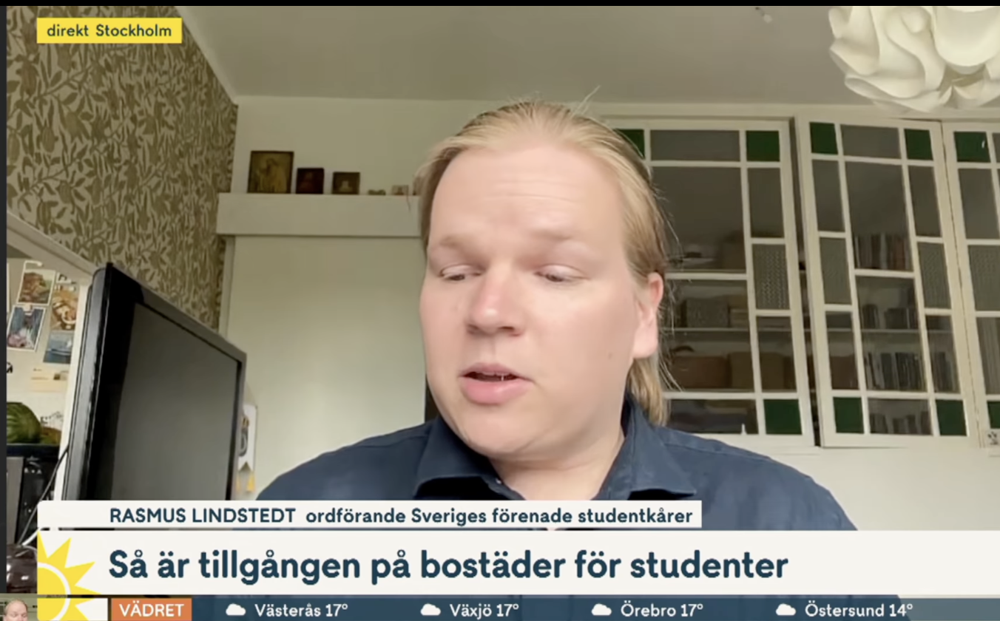 direkt Stockholm
RASMUS LINDSTEDT ordförande Sveriges förenade studentkårer
Så är tillgången på bostäder för studenter
VÄDRET Västerås 17° Växjö 17° Örebro 17° Östersund 14°